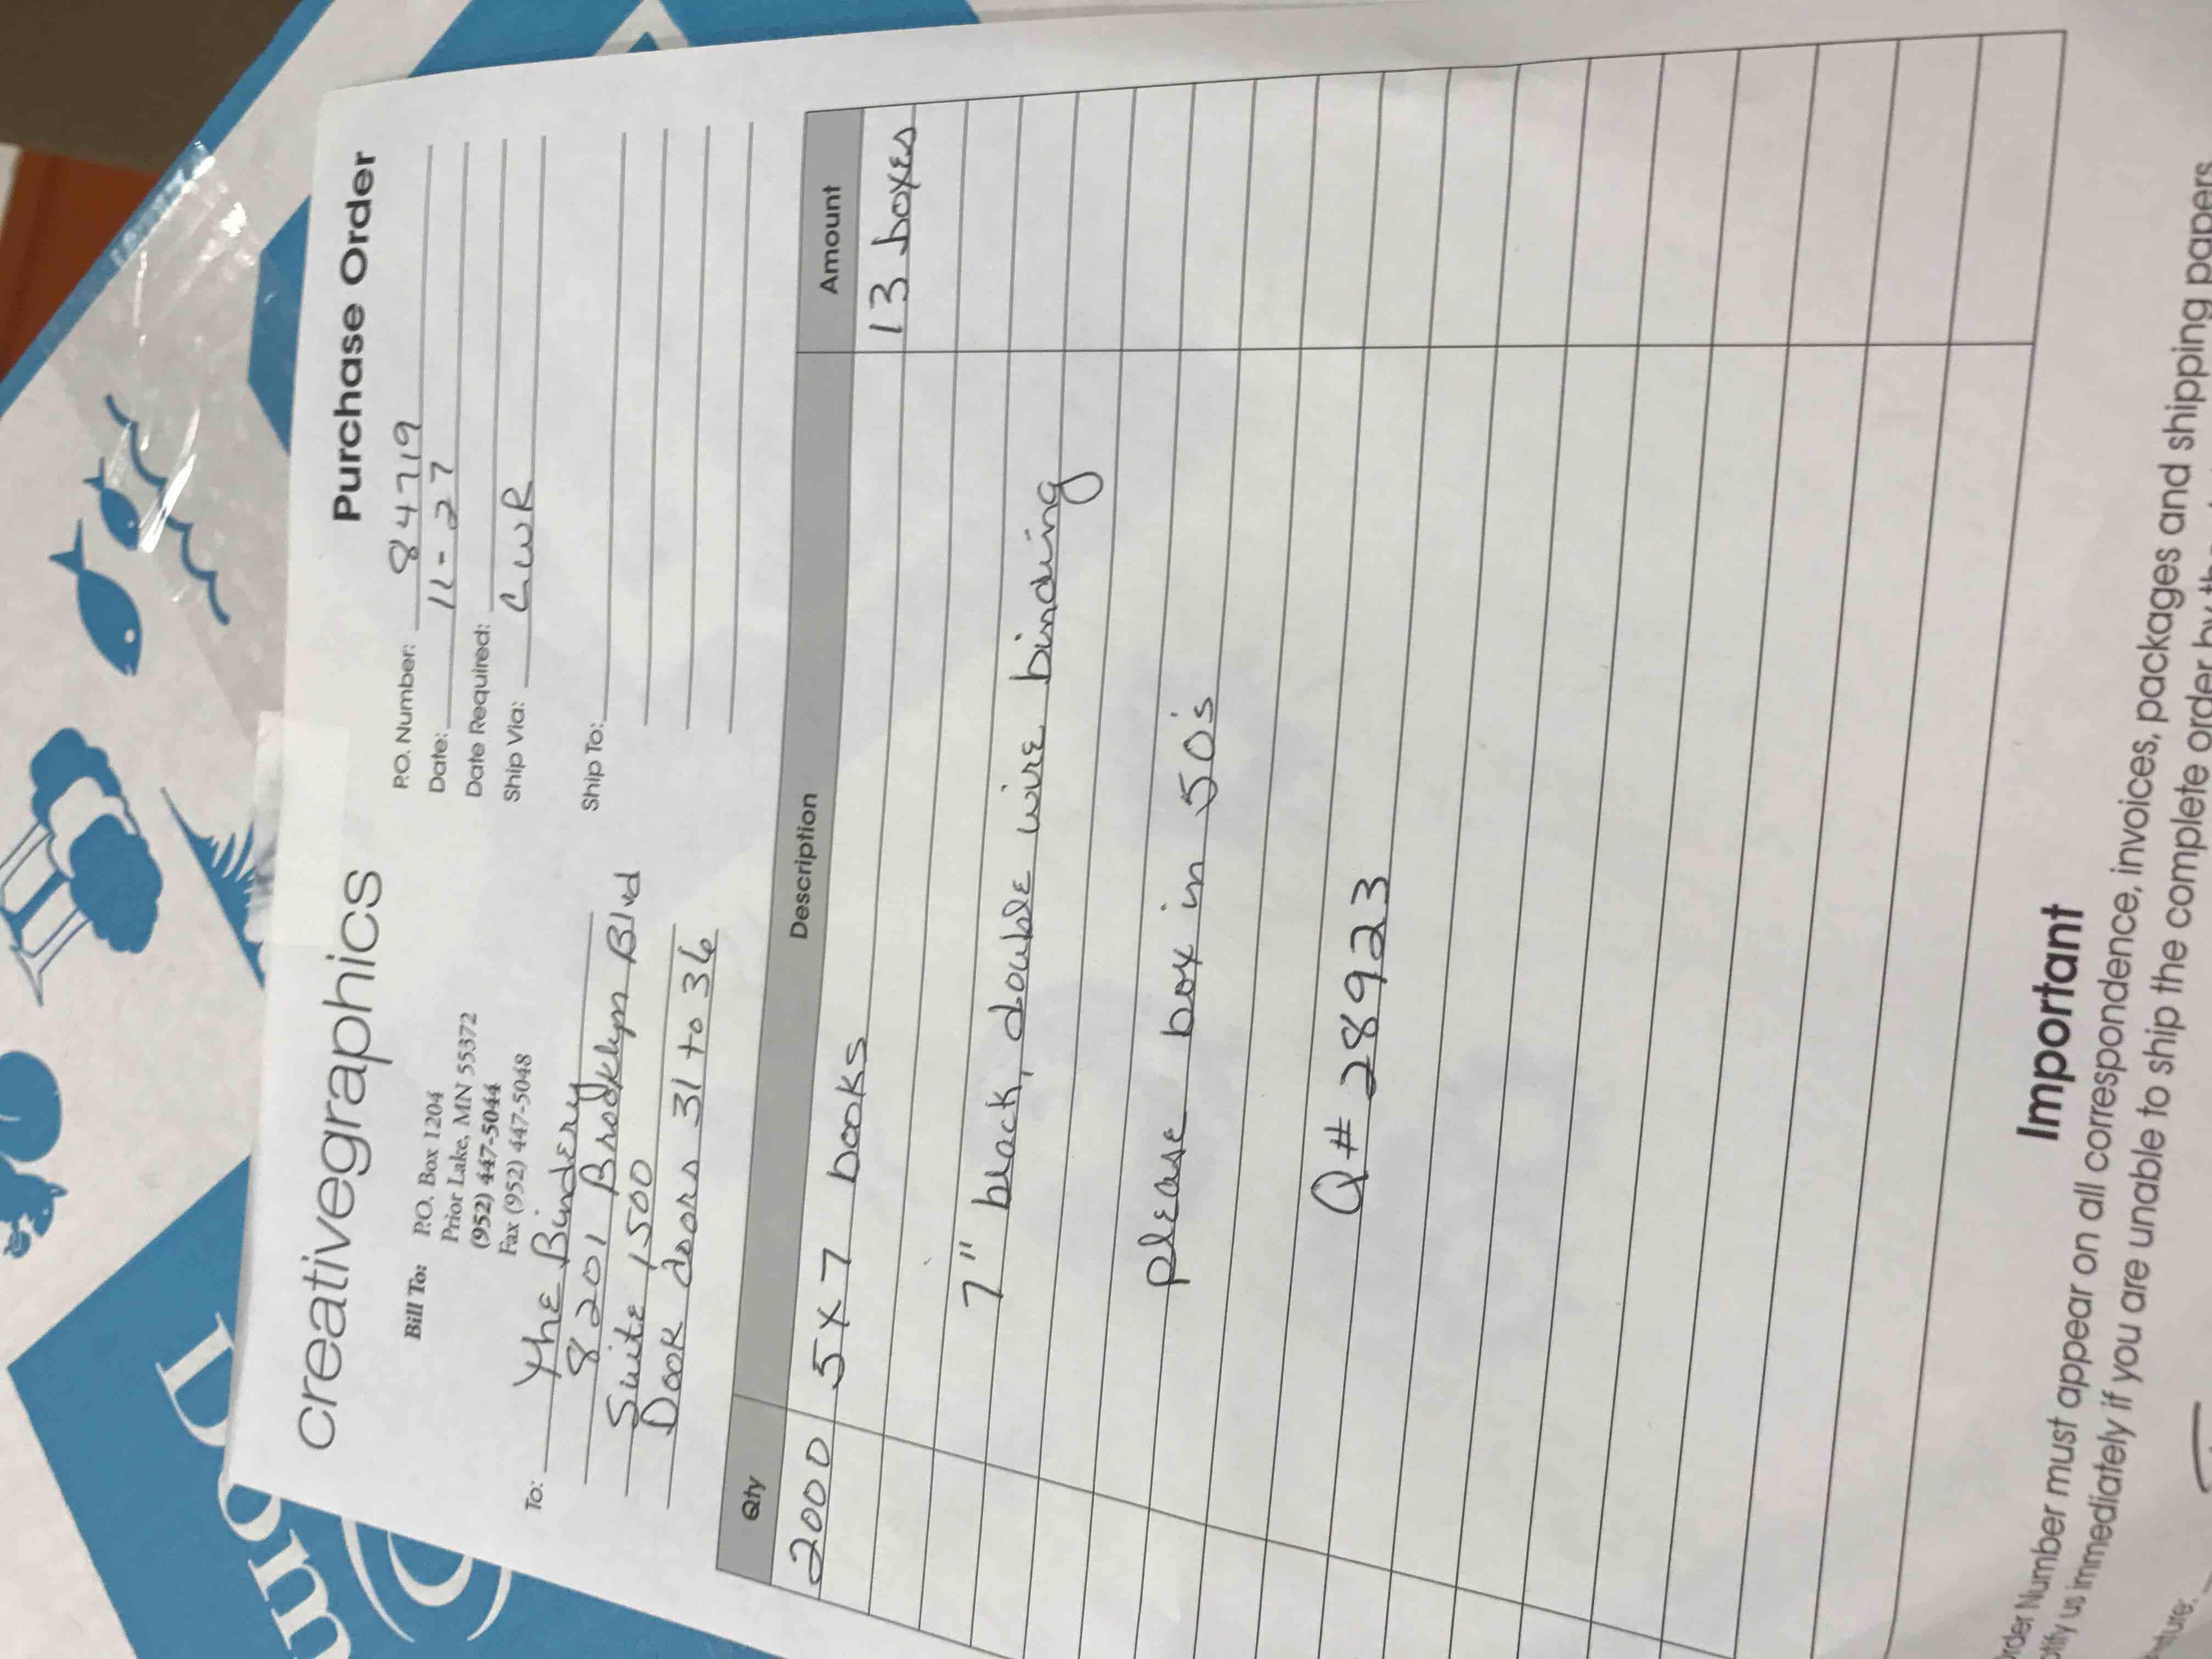 creativegraphics
Purchase Order
Bill To: P.O. Box 1204
Prior Lake, MN 55372
(952) 447-5044
Fax (952) 447-5048
P.O. Number: 84719
Date: 11-27
Date Required:
Ship Via: CWR
To: The Bindery
8201 Brooklyn Blvd
Suite 1500
Door doors 31 to 36
Ship To:
Qty Description Amount
2000 5x7 books 13 boxes
7" black, double wire binding
please box in 50's
Q# 28923
Important
Number must appear on all correspondence, invoices, packages and shipping papers
us immediately if you are unable to ship the complete order by